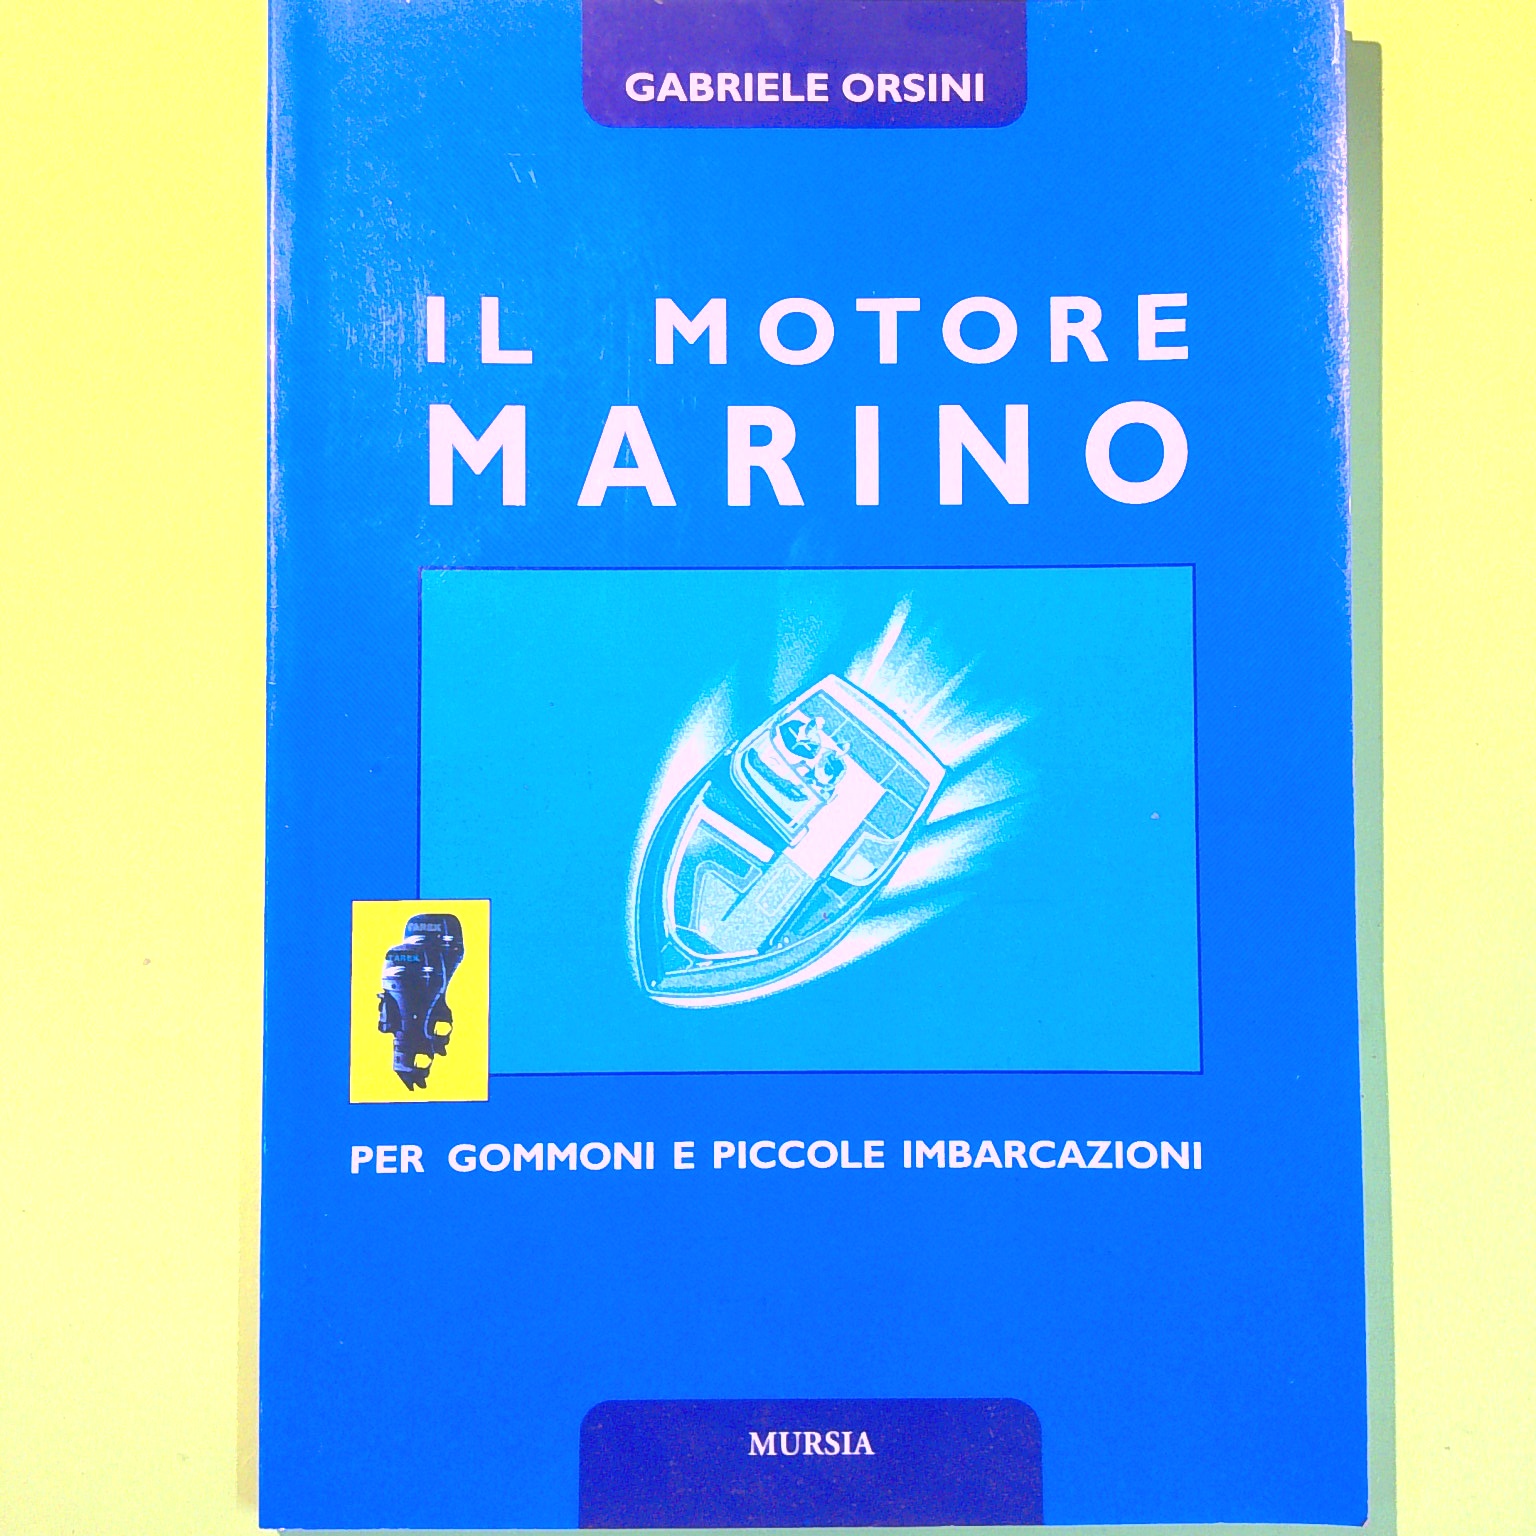 GABRIELE ORSINI
IL MOTORE
MARINO
PER GOMMONI E PICCOLE IMBARCAZIONI
MURSIA